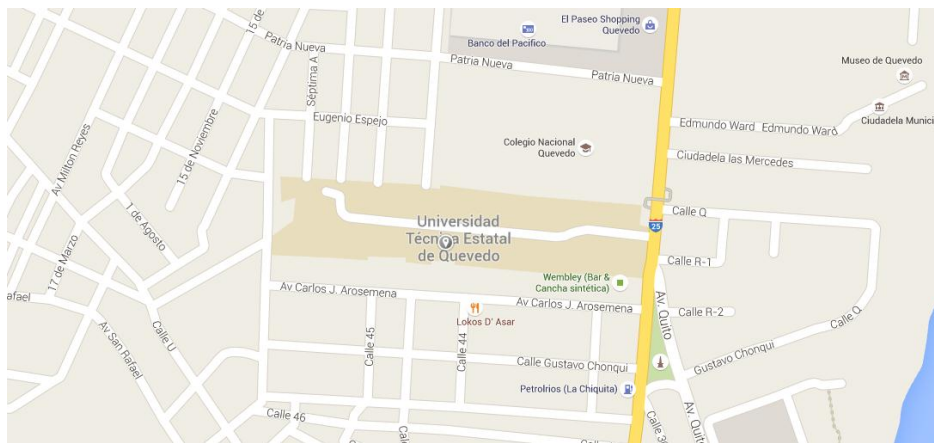 15 de
El Paseo Shopping
Quevedo
Patria Nueva
Banco del Pacifico
Patria Nueva
Patria Nueva
Museo de Quevedo
Séptima A
Av Milton Reyes
15 de Noviembre
Eugenio Espejo
Edmundo Ward
Edmundo Ward
Ciudadela Munici
Colegio Nacional
Quevedo
Ciudadela las Mercedes
1 de Agosto
17 de Marzo
Universidad
Técnica Estatal
de Quevedo
Calle Q
25
Calle R-1
Wembley (Bar &
Cancha sintética)
Rafael
Av Carlos J. Arosemena
Av Carlos J. Arosemena
Av. Quito
Calle R-2
Calle Q
Lokos D' Asar
Av San Rafael
Calle U
Calle 45
Calle 44
Calle Gustavo Chonqui
Gustavo Chonqui
Petrolrios (La Chiquita)
Calle 46
Av. Quito